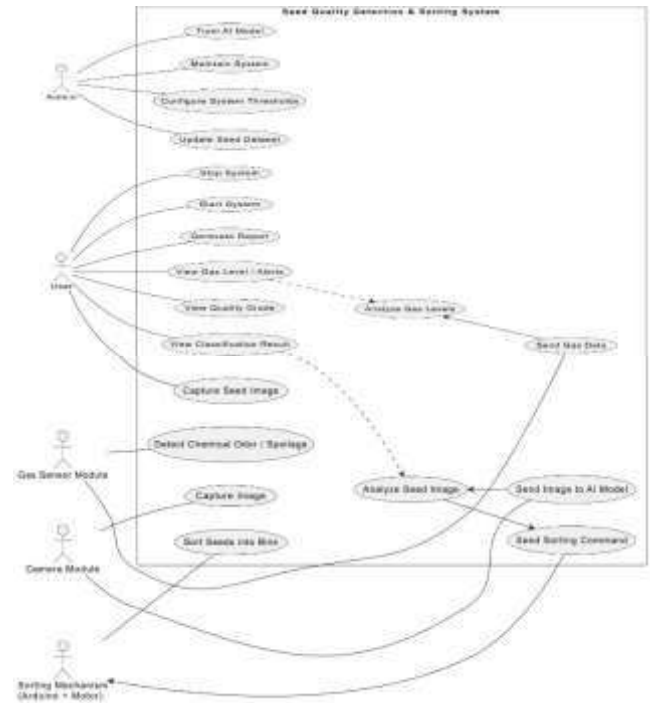 Seed Quality Detection & Sorting System
Train AI Model
Maintain System
Configure System Thresholds
Update Seed Dataset
Stop System
Start System
Generate Report
User
View Gas Level / Alerts
View Quality Grade
Analyze Gas Levels
View Classification Result
Send Gas Data
Capture Seed Image
Detect Chemical Odor / Spoilage
Gas Sensor Module
Capture Image
Analyze Seed Image
Send Image to AI Model
Sort Seeds into Bins
Send Sorting Command
Camera Module
Sorting Mechanism
(Arduino + Motor)